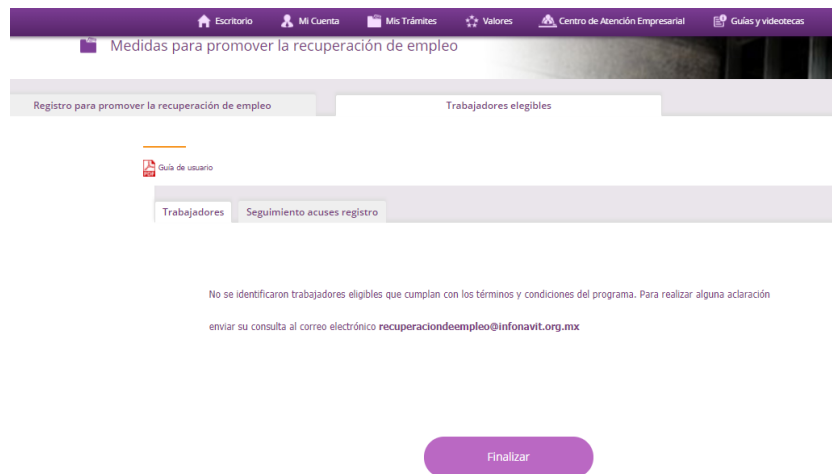 Escritorio Mi Cuenta Mis Trámites Valores Centro de Atención Empresarial Guías y videotecas
Medidas para promover la recuperación de empleo
Registro para promover la recuperación de empleo Trabajadores elegibles
PDF Guía de usuario
Trabajadores Seguimiento acuses registro
No se identificaron trabajadores eligibles que cumplan con los términos y condiciones del programa. Para realizar alguna aclaración
enviar su consulta al correo electrónico recuperaciondeempleo@infonavit.org.mx
Finalizar